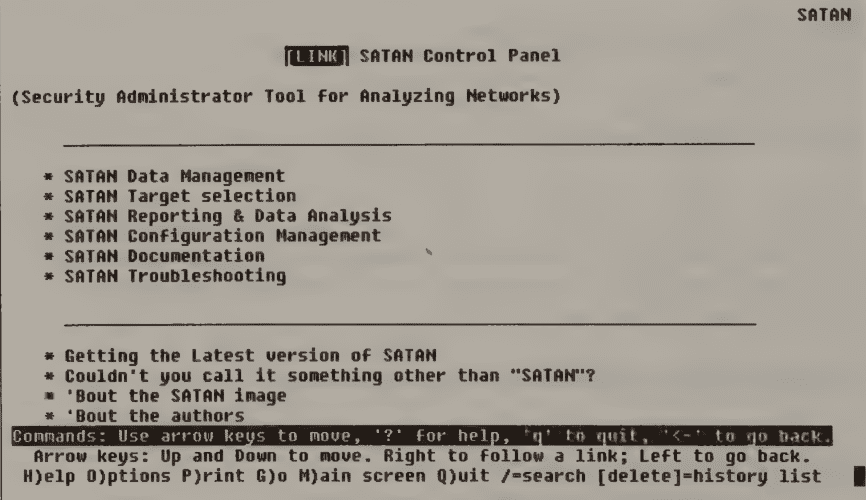 SATAN
[LINK] SATAN Control Panel
(Security Administrator Tool for Analyzing Networks)
* SATAN Data Management
* SATAN Target selection
* SATAN Reporting & Data Analysis
* SATAN Configuration Management
* SATAN Documentation
* SATAN Troubleshooting
* Getting the Latest version of SATAN
* Couldn't you call it something other than "SATAN"?
* 'Bout the SATAN image
* 'Bout the authors
Commands: Use arrow keys to move, '?' for help, 'q' to quit, '<-' to go back.
Arrow keys: Up and Down to move. Right to follow a link; Left to go back.
H)elp O)ptions P)rint G)o M)ain screen Q)uit /=search [delete]=history list